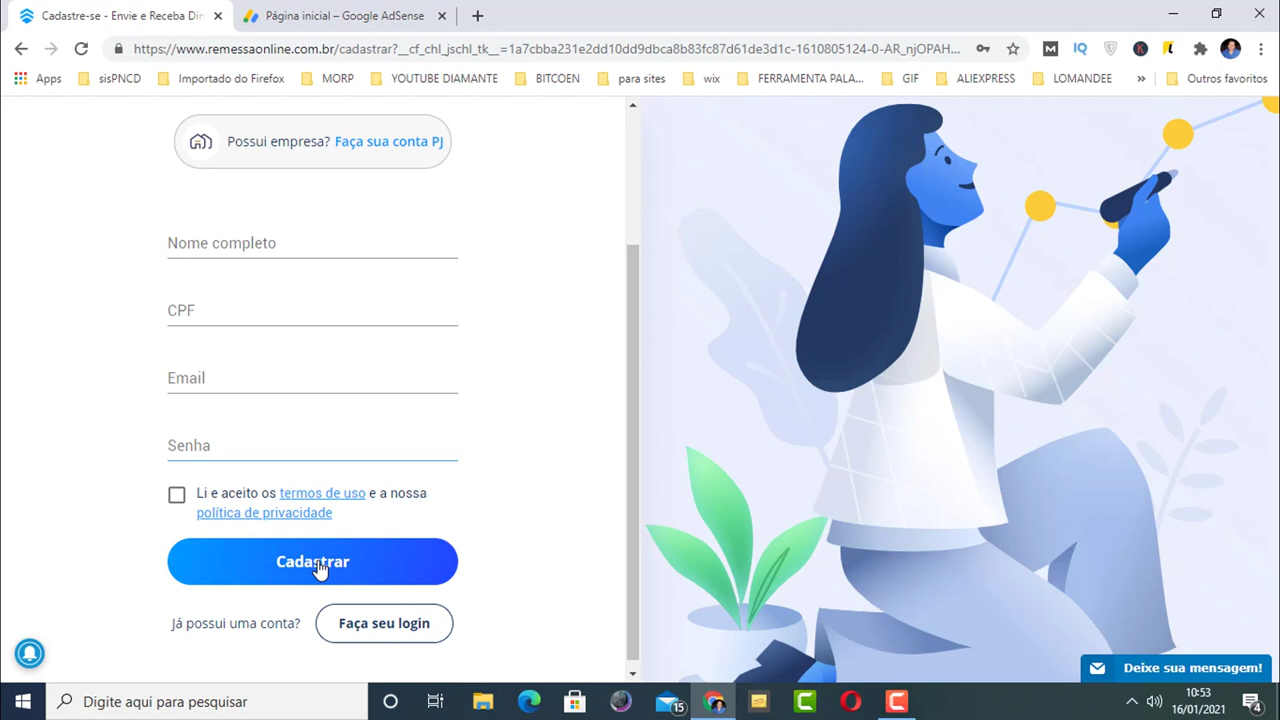 Cadastre-se - Envie e Receba Din
Página inicial – Google AdSense
https://www.remessaonline.com.br/cadastrar?__cf_chl_jschl_tk__=1a7cbba231e2dd10dd9dbca8b83fc87d61de3d1c-1610805124-0-AR_njOPAH...
Apps
sisPNCD
Importado do Firefox
MORP
YOUTUBE DIAMANTE
BITCOEN
para sites
wix
FERRAMENTA PALA...
GIF
ALIEXPRESS
LOMANDEE
»
Outros favoritos
Possui empresa? Faça sua conta PJ
Nome completo
CPF
Email
Senha
Li e aceito os termos de uso e a nossa
política de privacidade
Cadastrar
Já possui uma conta? Faça seu login
Deixe sua mensagem!
Digite aqui para pesquisar
15
10:53
16/01/2021
4